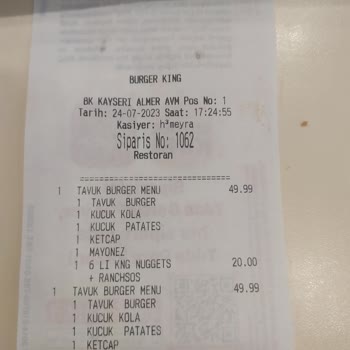 BURGER KING
BK KAYSERI ALMER AVM Pos No: 1
Tarih: 24-07-2023 Saat: 17:24:55
Kasiyer: h²meyra
Siparis No: 1062
Restoran
==============================
1 TAVUK BURGER MENU 49.99
1 TAVUK BURGER
1 KUCUK KOLA
1 KUCUK PATATES
1 KETCAP
1 MAYONEZ
1 6 LI KNG NUGGETS 20.00
+ RANCHSOS
1 TAVUK BURGER MENU 49.99
1 TAVUK BURGER
1 KUCUK KOLA
1 KUCUK PATATES
1 KETCAP